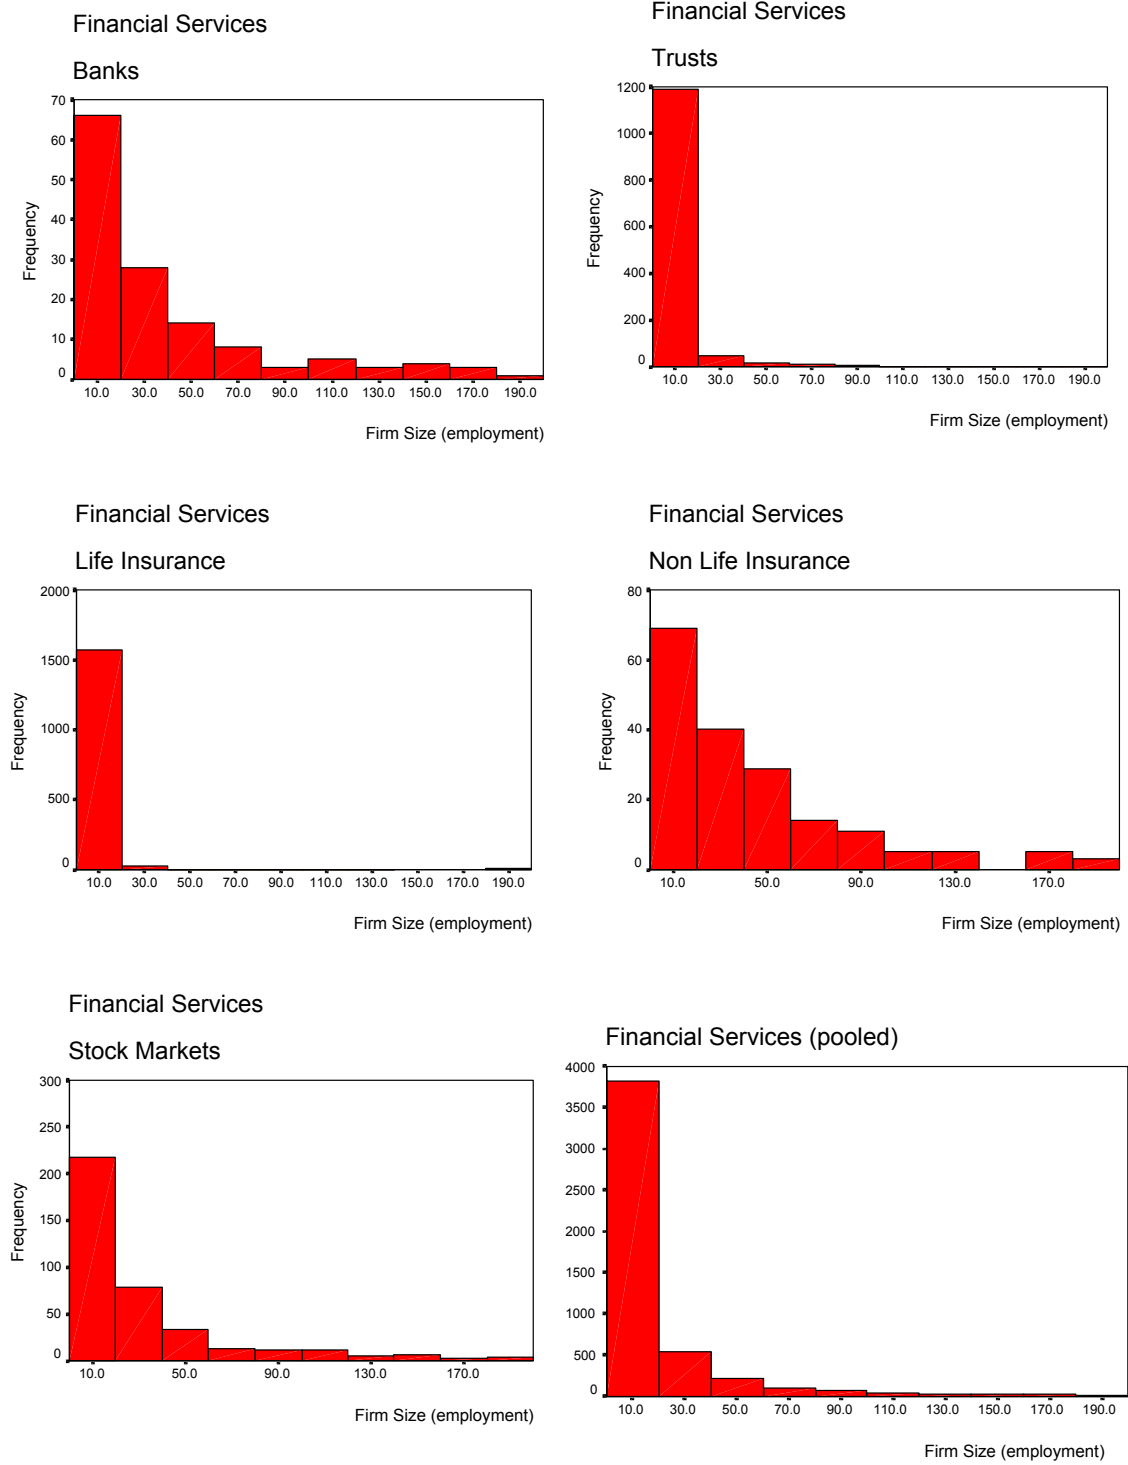 Financial Services
Banks
70
60
50
40
30
20
10
0
Frequency
10.0 30.0 50.0 70.0 90.0 110.0 130.0 150.0 170.0 190.0
Firm Size (employment)
Financial Services
Trusts
1200
1000
800
600
400
200
0
Frequency
10.0 30.0 50.0 70.0 90.0 110.0 130.0 150.0 170.0 190.0
Firm Size (employment)
Financial Services
Life Insurance
2000
1500
1000
500
0
Frequency
10.0 30.0 50.0 70.0 90.0 110.0 130.0 150.0 170.0 190.0
Firm Size (employment)
Financial Services
Non Life Insurance
80
60
40
20
0
Frequency
10.0 50.0 90.0 130.0 170.0
Firm Size (employment)
Financial Services
Stock Markets
300
250
200
150
100
50
0
Frequency
10.0 50.0 90.0 130.0 170.0
Firm Size (employment)
Financial Services (pooled)
4000
3500
3000
2500
2000
1500
1000
500
0
10.0 30.0 50.0 70.0 90.0 110.0 130.0 150.0 170.0 190.0
Firm Size (employment)